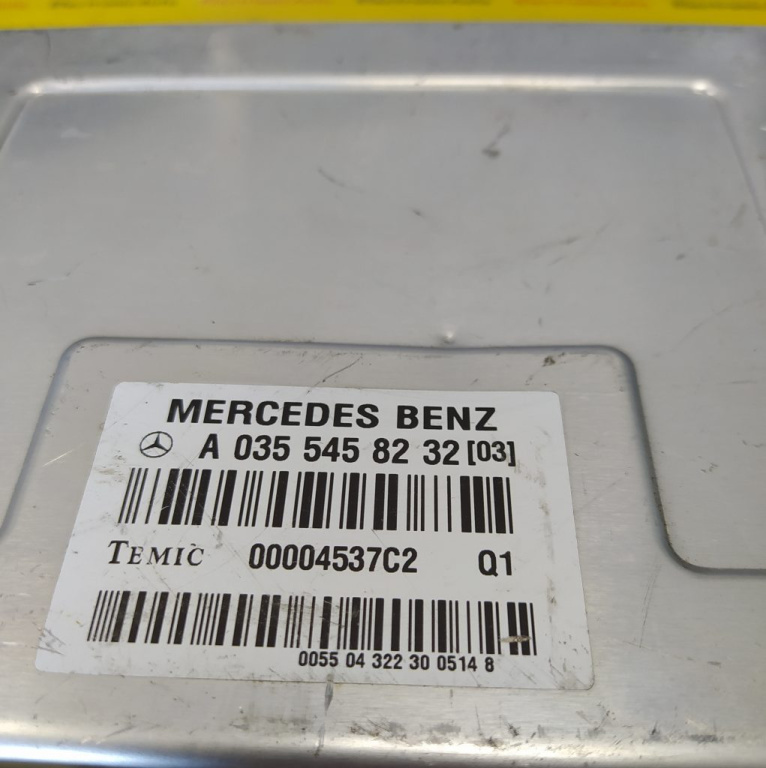 MERCEDES BENZ
A 035 545 82 32 [03]
TEMIC 00004537C2 Q1
0055 04 322 30 0514 8